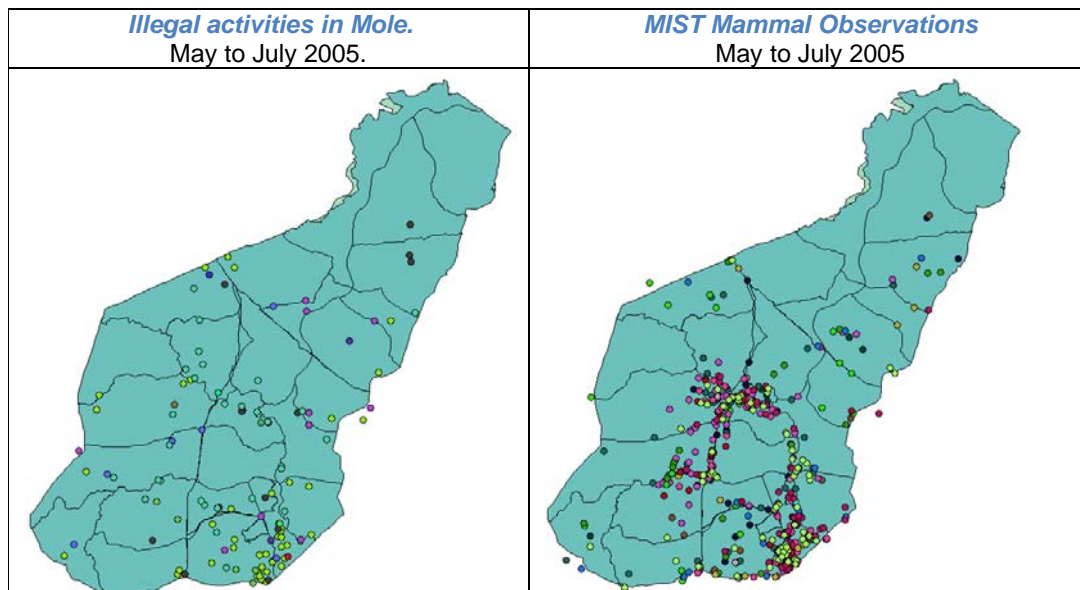 Illegal activities in Mole.
May to July 2005.
MIST Mammal Observations
May to July 2005